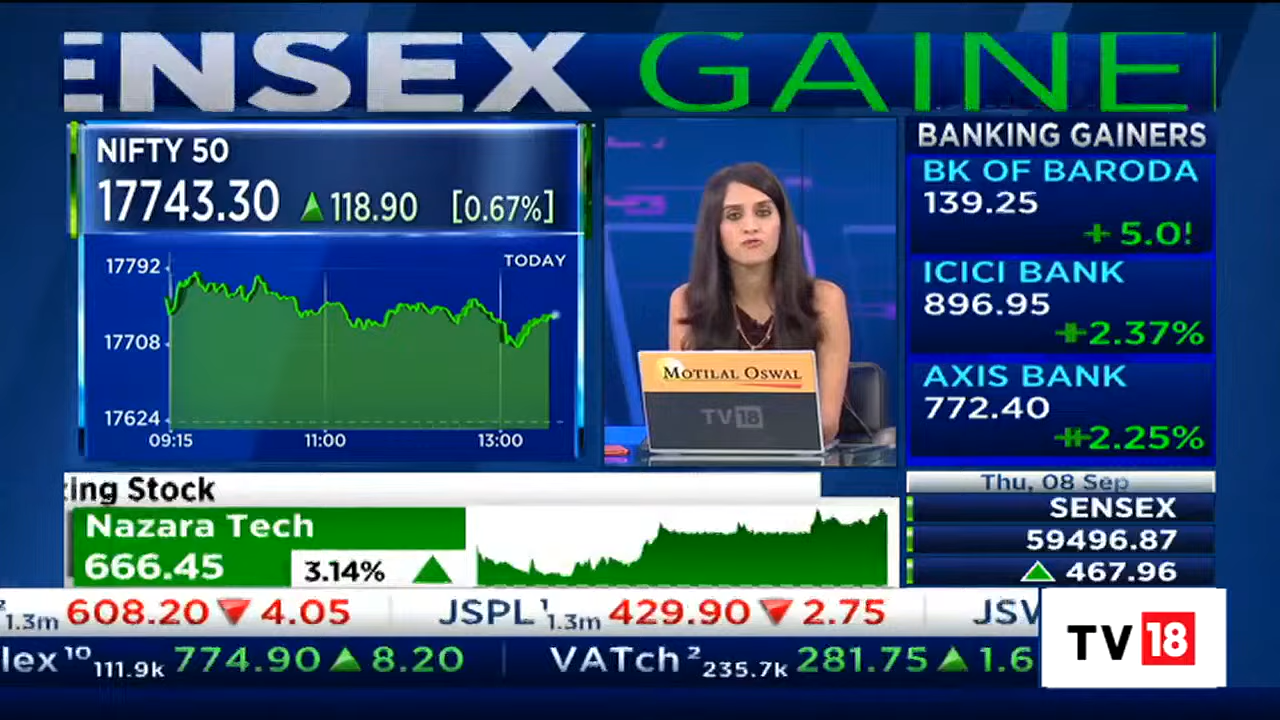 ENSEX GAINE
NIFTY 50
17743.30 118.90 [0.67%]
TODAY
17792
17708
17624
09:15 11:00 13:00
MOTILAL OSWAL
TV18
BANKING GAINERS
BK OF BARODA
139.25
+ 5.0!
ICICI BANK
896.95
+2.37%
AXIS BANK
772.40
+2.25%
ing Stock
Nazara Tech
666.45 3.14%
Thu, 08 Sep
SENSEX
59496.87
467.96
1.3m 608.20 4.05 JSPL 1 1.3m 429.90 2.75 JSV
lex 10 111.9k 774.90 8.20 VATch 2 235.7k 281.75 1.6
TV18